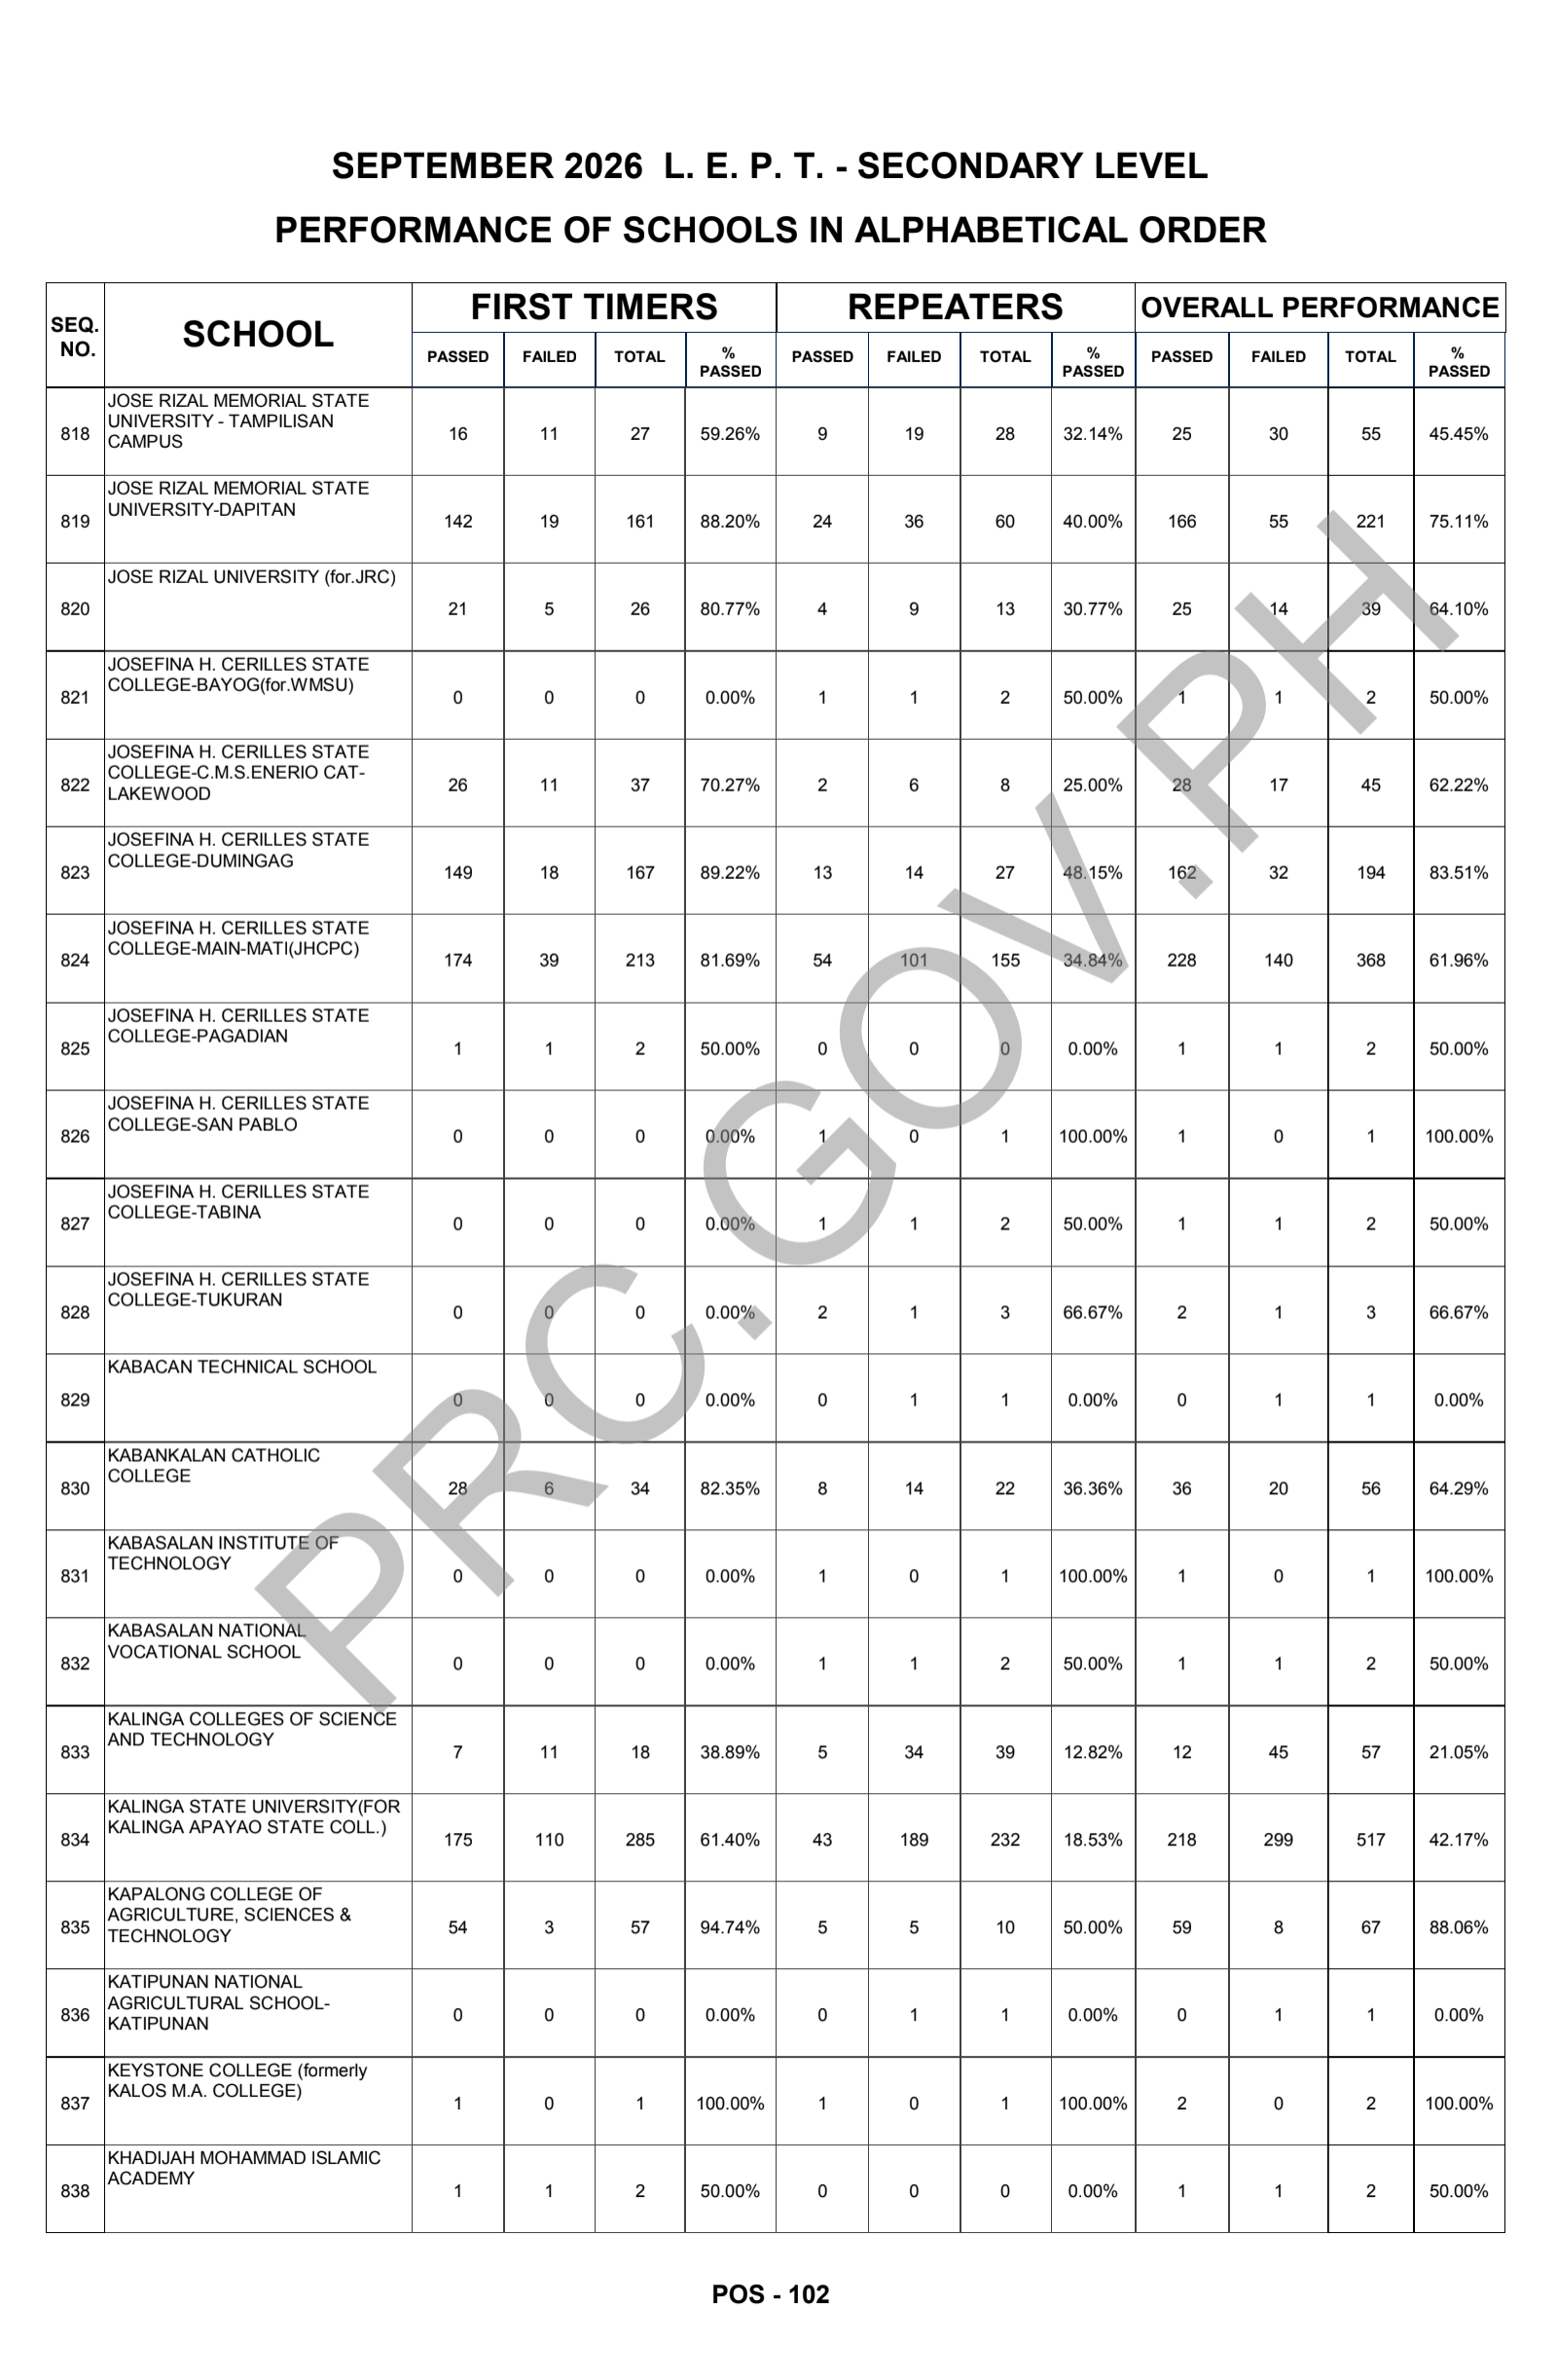 SEPTEMBER 2026 L. E. P. T. - SECONDARY LEVEL
PERFORMANCE OF SCHOOLS IN ALPHABETICAL ORDER
SEQ. NO. SCHOOL FIRST TIMERS REPEATERS OVERALL PERFORMANCE
PASSED FAILED TOTAL % PASSED PASSED FAILED TOTAL % PASSED PASSED FAILED TOTAL % PASSED
JOSE RIZAL MEMORIAL STATE
UNIVERSITY - TAMPILISAN
CAMPUS
818 16 11 27 59.26% 9 19 28 32.14% 25 30 55 45.45%
JOSE RIZAL MEMORIAL STATE
UNIVERSITY-DAPITAN
819 142 19 161 88.20% 24 36 60 40.00% 166 55 221 75.11%
JOSE RIZAL UNIVERSITY (for.JRC)
820 21 5 26 80.77% 4 9 13 30.77% 25 14 39 64.10%
JOSEFINA H. CERILLES STATE
COLLEGE-BAYOG(for.WMSU)
821 0 0 0 0.00% 1 1 2 50.00% 1 1 2 50.00%
JOSEFINA H. CERILLES STATE
COLLEGE-C.M.S.ENERIO CAT-
LAKEWOOD
822 26 11 37 70.27% 2 6 8 25.00% 28 17 45 62.22%
JOSEFINA H. CERILLES STATE
COLLEGE-DUMINGAG
823 149 18 167 89.22% 13 14 27 48.15% 162 32 194 83.51%
JOSEFINA H. CERILLES STATE
COLLEGE-MAIN-MATI(JHCPC)
824 174 39 213 81.69% 54 101 155 34.84% 228 140 368 61.96%
JOSEFINA H. CERILLES STATE
COLLEGE-PAGADIAN
825 1 1 2 50.00% 0 0 0 0.00% 1 1 2 50.00%
JOSEFINA H. CERILLES STATE
COLLEGE-SAN PABLO
826 0 0 0 0.00% 1 0 1 100.00% 1 0 1 100.00%
JOSEFINA H. CERILLES STATE
COLLEGE-TABINA
827 0 0 0 0.00% 1 1 2 50.00% 1 1 2 50.00%
JOSEFINA H. CERILLES STATE
COLLEGE-TUKURAN
828 0 0 0 0.00% 2 1 3 66.67% 2 1 3 66.67%
KABACAN TECHNICAL SCHOOL
829 0 0 0 0.00% 0 1 1 0.00% 0 1 1 0.00%
KABANKALAN CATHOLIC
COLLEGE
830 28 6 34 82.35% 8 14 22 36.36% 36 20 56 64.29%
KABASALAN INSTITUTE OF
TECHNOLOGY
831 0 0 0 0.00% 1 0 1 100.00% 1 0 1 100.00%
KABASALAN NATIONAL
VOCATIONAL SCHOOL
832 0 0 0 0.00% 1 1 2 50.00% 1 1 2 50.00%
KALINGA COLLEGES OF SCIENCE
AND TECHNOLOGY
833 7 11 18 38.89% 5 34 39 12.82% 12 45 57 21.05%
KALINGA STATE UNIVERSITY(FOR
KALINGA APAYAO STATE COLL.)
834 175 110 285 61.40% 43 189 232 18.53% 218 299 517 42.17%
KAPALONG COLLEGE OF
AGRICULTURE, SCIENCES &
TECHNOLOGY
835 54 3 57 94.74% 5 5 10 50.00% 59 8 67 88.06%
KATIPUNAN NATIONAL
AGRICULTURAL SCHOOL-
KATIPUNAN
836 0 0 0 0.00% 0 1 1 0.00% 0 1 1 0.00%
KEYSTONE COLLEGE (formerly
KALOS M.A. COLLEGE)
837 1 0 1 100.00% 1 0 1 100.00% 2 0 2 100.00%
KHADIJAH MOHAMMAD ISLAMIC
ACADEMY
838 1 1 2 50.00% 0 0 0 0.00% 1 1 2 50.00%
PRC.GOV.PH
POS - 102